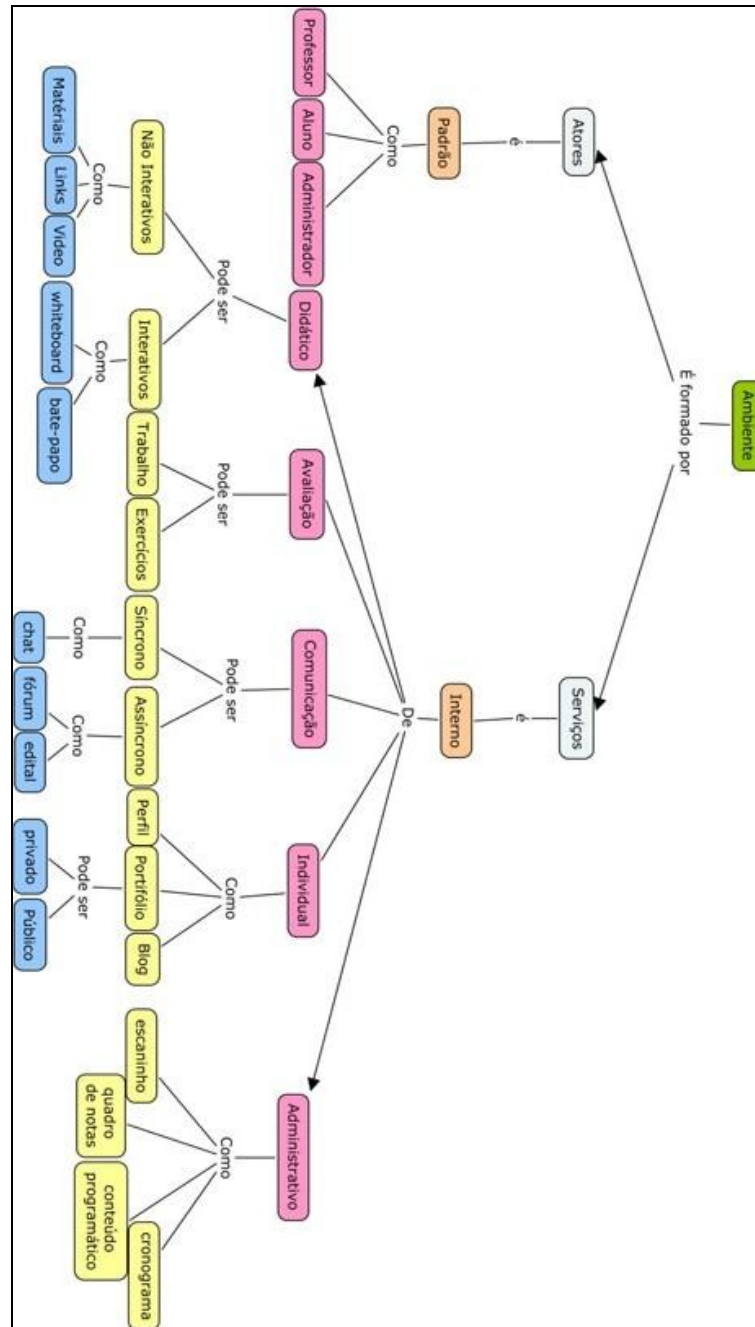 Ambiente
É formado por
Atores
Serviços
é
é
Padrão
Interno
Como
De
Professor
Aluno
Administrador
Didático
Avaliação
Comunicação
Individual
Administrativo
Pode ser
Pode ser
Pode ser
Como
Como
Não Interativos
Interativos
Trabalho
Exercícios
Síncrono
Assíncrono
Perfil
Portifólio
Blog
escaninho
quadro
de notas
conteúdo
programático
cronograma
Como
Como
Como
Como
Pode ser
Matériais
Links
Video
whiteboard
bate-papo
chat
fórum
edital
privado
Público